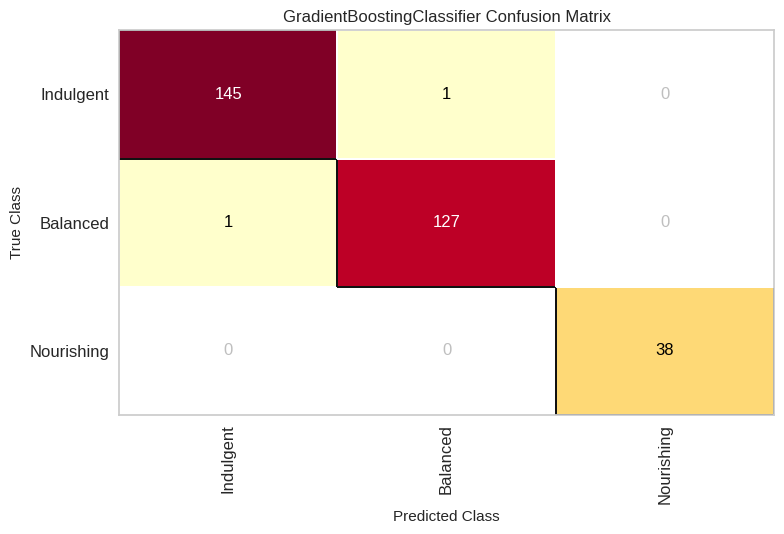 GradientBoostingClassifier Confusion Matrix
Indulgent 145 1 0
Balanced 1 127 0
Nourishing 0 0 38
True Class
Indulgent Balanced Nourishing
Predicted Class